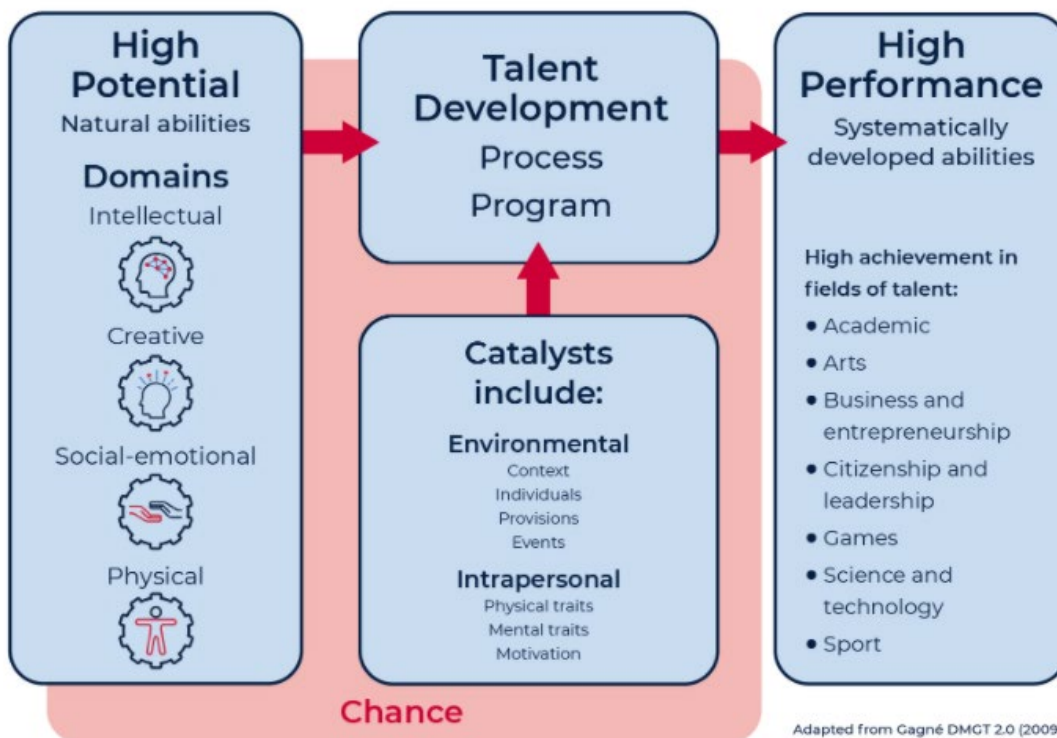 High
Potential
Natural abilities
Domains
Intellectual
Creative
Social-emotional
Physical
Talent
Development
Process
Program
Catalysts
include:
Environmental
Context
Individuals
Provisions
Events
Intrapersonal
Physical traits
Mental traits
Motivation
Chance
High
Performance
Systematically
developed abilities
High achievement in
fields of talent:
• Academic
• Arts
• Business and
entrepreneurship
• Citizenship and
leadership
• Games
• Science and
technology
• Sport
Adapted from Gagné DMGT 2.0 (2009